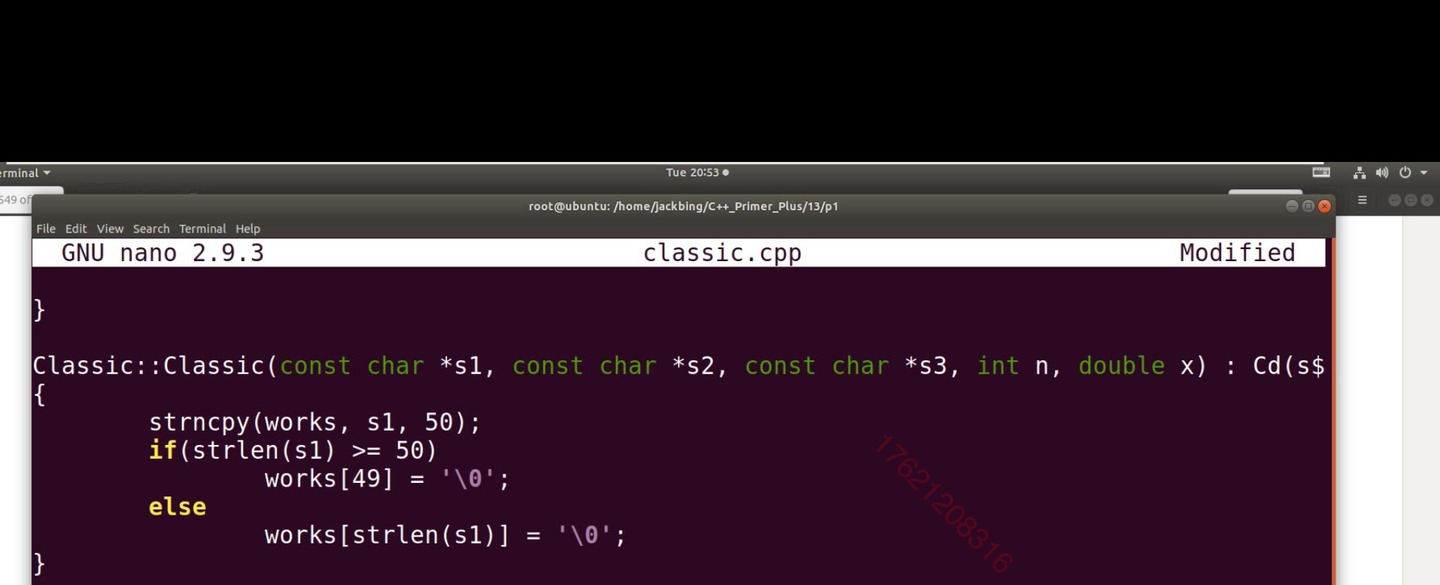 erminal
Tue 20:53
549 of
root@ubuntu: /home/jackbing/C++_Primer_Plus/13/p1
File Edit View Search Terminal Help
GNU nano 2.9.3 classic.cpp Modified
}
Classic::Classic(const char *s1, const char *s2, const char *s3, int n, double x) : Cd(s$
{
strncpy(works, s1, 50);
if(strlen(s1) >= 50)
works[49] = '\0';
else
works[strlen(s1)] = '\0';
}
17621208316